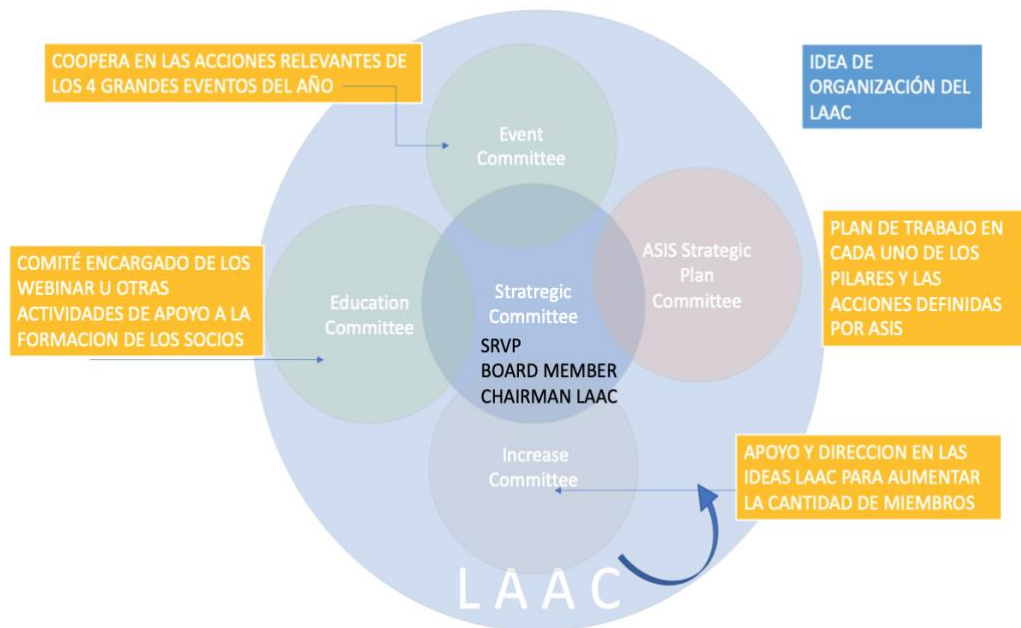 COOPERA EN LAS ACCIONES RELEVANTES DE
LOS 4 GRANDES EVENTOS DEL AÑO
IDEA DE
ORGANIZACIÓN DEL
LAAC
Event
Committee
COMITÉ ENCARGADO DE LOS
WEBINAR U OTRAS
ACTIVIDADES DE APOYO A LA
FORMACION DE LOS SOCIOS
Education
Committee
Stratregic
Committee
SRVP
BOARD MEMBER
CHAIRMAN LAAC
ASIS Strategic
Plan
Committee
PLAN DE TRABAJO EN
CADA UNO DE LOS
PILARES Y LAS
ACCIONES DEFINIDAS
POR ASIS
Increase
Committee
APOYO Y DIRECCION EN LAS
IDEAS LAAC PARA AUMENTAR
LA CANTIDAD DE MIEMBROS
LAAC